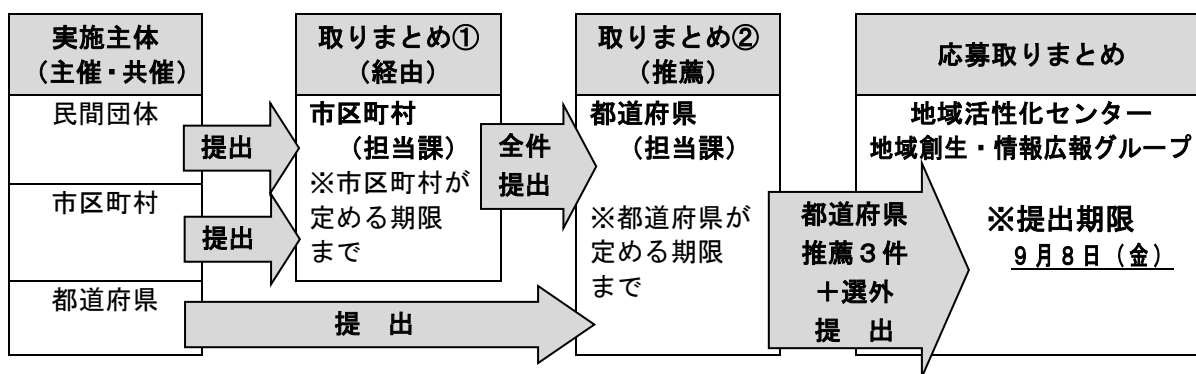 実施主体
（主催・共催）
民間団体
市区町村
都道府県
提出
提出
提　出
取りまとめ①
（経由）
市区町村
（担当課）
※市区町村が
定める期限
まで
全件
提出
取りまとめ②
（推薦）
都道府県
（担当課）
※都道府県が
定める期限
まで
都道府県
推薦３件
＋選外
提　出
応募取りまとめ
地域活性化センター
地域創生・情報広報グループ
※提出期限
９月８日（金）